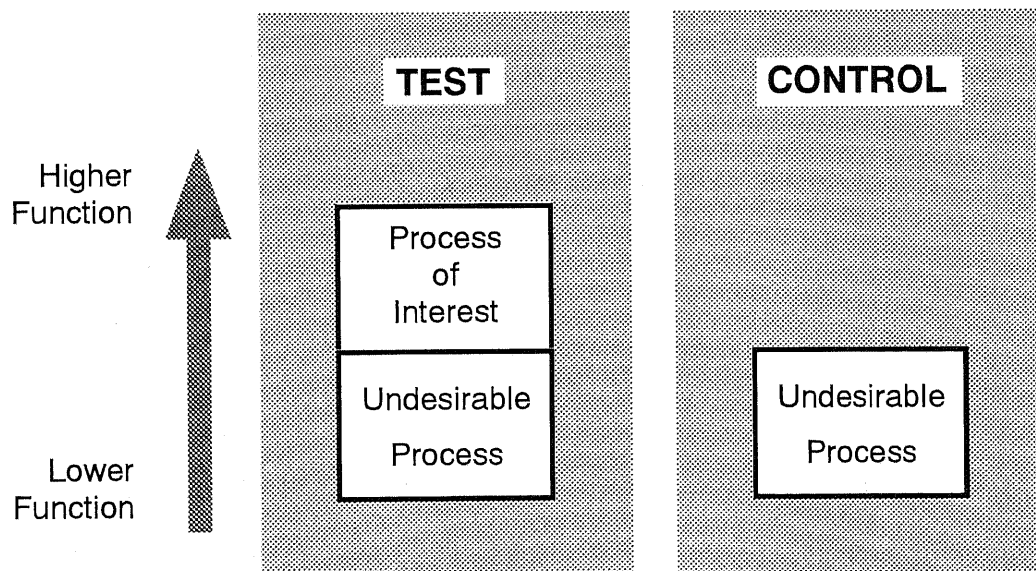 TEST
CONTROL
Higher
Function
Process
of
Interest
Undesirable
Process
Undesirable
Process
Lower
Function